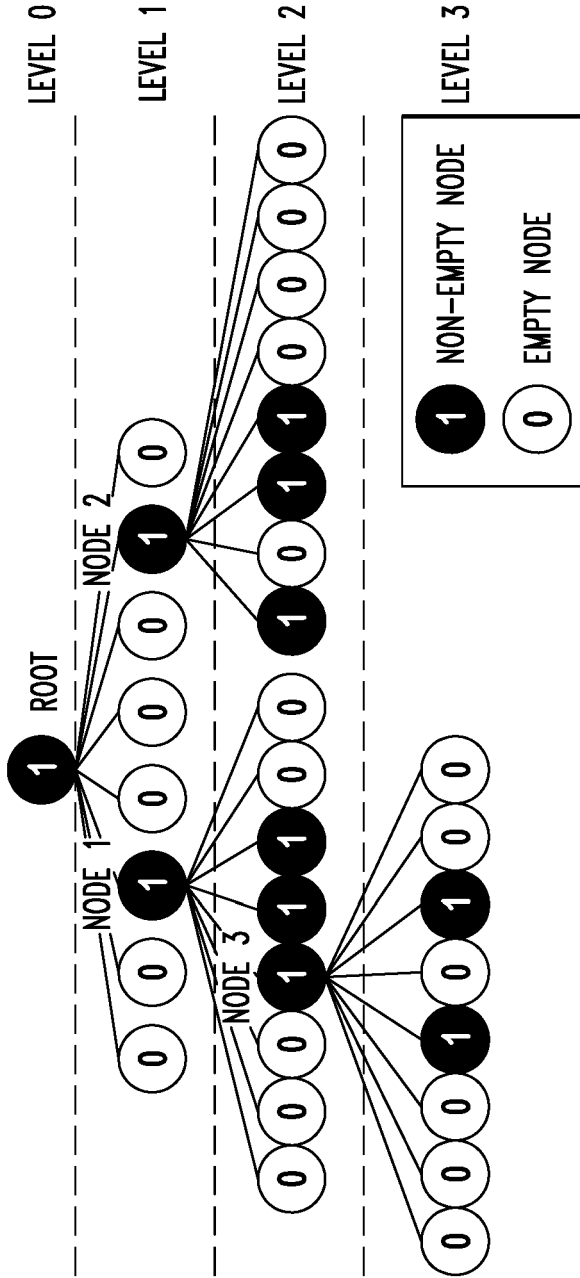 1 ROOT LEVEL 0
NODE 1 NODE 2
0 0 1 0 0 0 1 0 LEVEL 1
NODE 3
0 0 0 1 1 1 0 0 1 0 1 1 0 0 0 0 LEVEL 2
0 0 0 1 0 1 0 0 LEVEL 3
1 NON-EMPTY NODE
0 EMPTY NODE